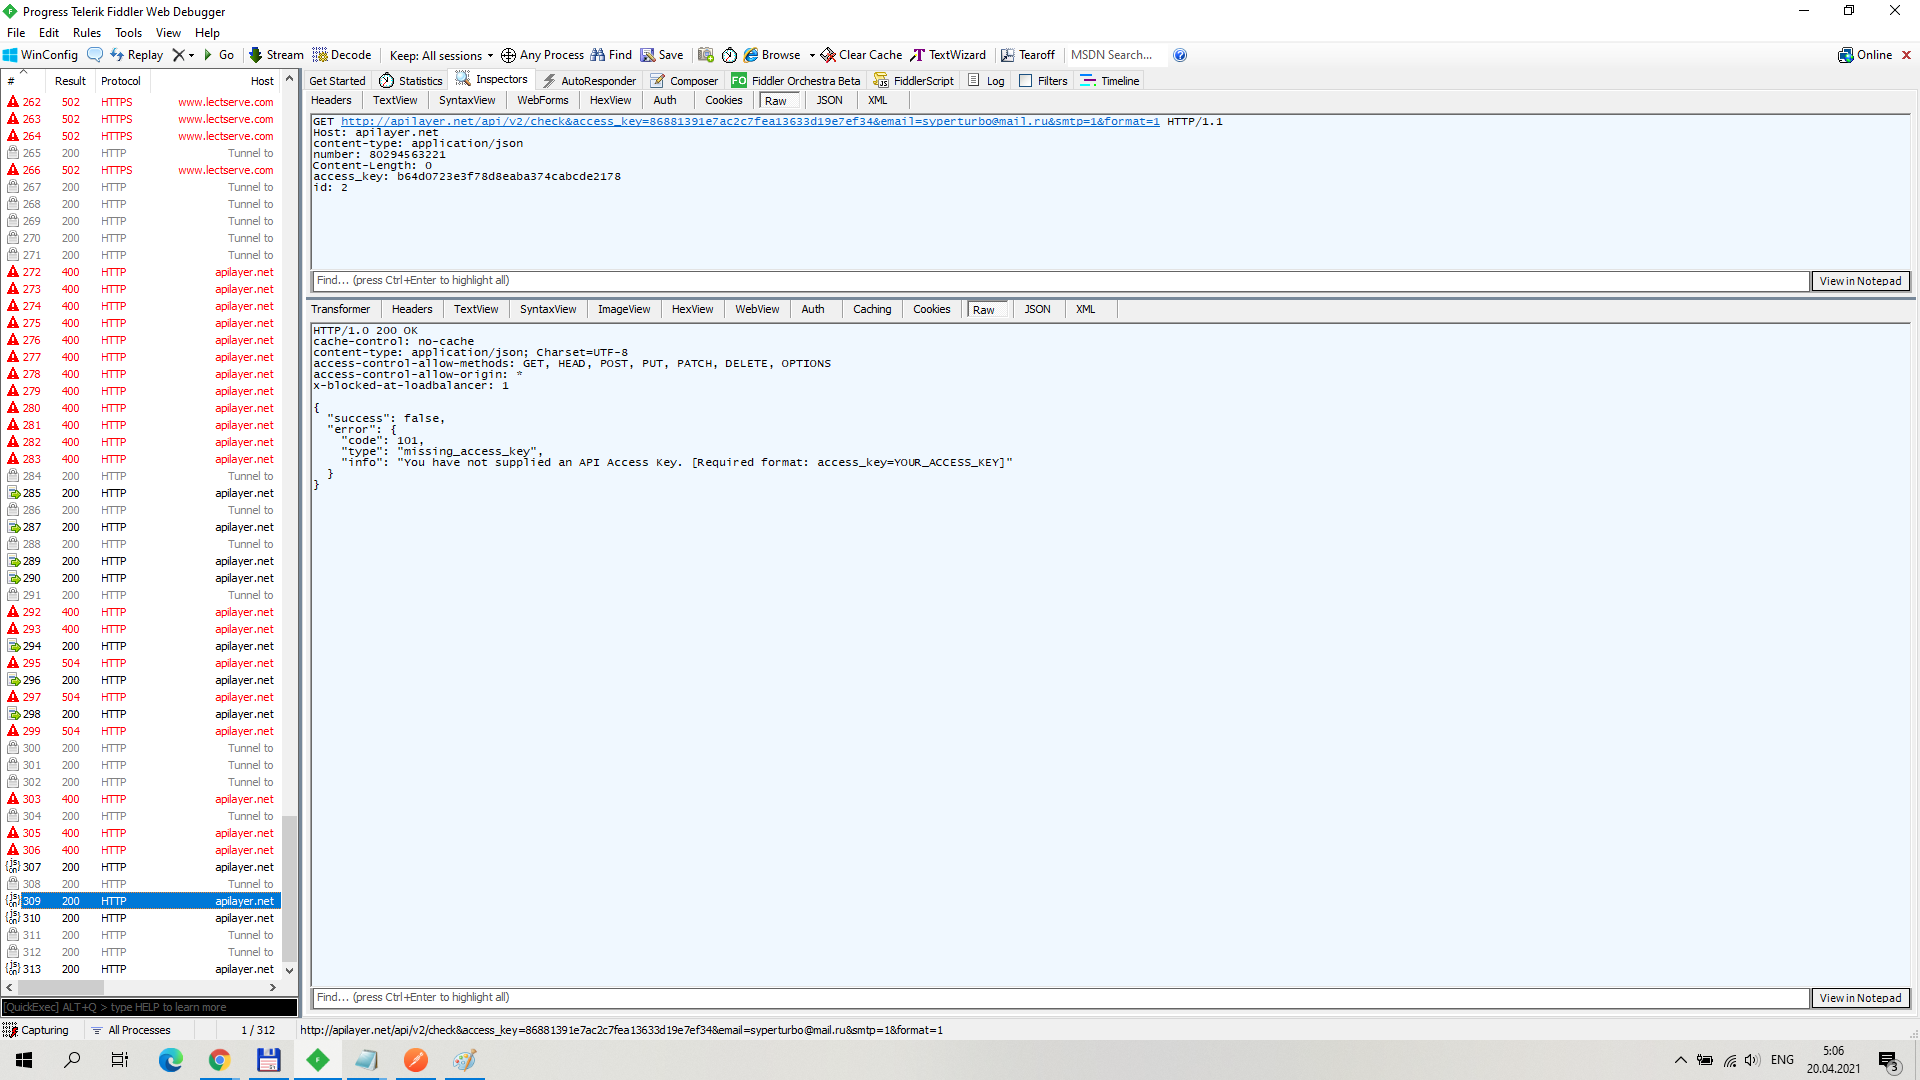 Progress Telerik Fiddler Web Debugger
File Edit Rules Tools View Help
WinConfig Replay Go Stream Decode Keep: All sessions Any Process Find Save Browse Clear Cache TextWizard Tearoff MSDN Search... Online
# Result Protocol Host
262 502 HTTPS www.lectserve.com
263 502 HTTPS www.lectserve.com
264 502 HTTPS www.lectserve.com
265 200 HTTP Tunnel to
266 502 HTTPS www.lectserve.com
267 200 HTTP Tunnel to
268 200 HTTP Tunnel to
269 200 HTTP Tunnel to
270 200 HTTP Tunnel to
271 200 HTTP Tunnel to
272 400 HTTP apilayer.net
273 400 HTTP apilayer.net
274 400 HTTP apilayer.net
275 400 HTTP apilayer.net
276 400 HTTP apilayer.net
277 400 HTTP apilayer.net
278 400 HTTP apilayer.net
279 400 HTTP apilayer.net
280 400 HTTP apilayer.net
281 400 HTTP apilayer.net
282 400 HTTP apilayer.net
283 400 HTTP apilayer.net
284 200 HTTP Tunnel to
285 200 HTTP apilayer.net
286 200 HTTP Tunnel to
287 200 HTTP apilayer.net
288 200 HTTP Tunnel to
289 200 HTTP apilayer.net
290 200 HTTP apilayer.net
291 200 HTTP Tunnel to
292 400 HTTP apilayer.net
293 400 HTTP apilayer.net
294 200 HTTP apilayer.net
295 504 HTTP apilayer.net
296 200 HTTP apilayer.net
297 504 HTTP apilayer.net
298 200 HTTP apilayer.net
299 504 HTTP apilayer.net
300 200 HTTP Tunnel to
301 200 HTTP Tunnel to
302 200 HTTP Tunnel to
303 400 HTTP apilayer.net
304 200 HTTP Tunnel to
305 400 HTTP apilayer.net
306 400 HTTP apilayer.net
307 200 HTTP apilayer.net
308 200 HTTP Tunnel to
309 200 HTTP apilayer.net
310 200 HTTP apilayer.net
311 200 HTTP Tunnel to
312 200 HTTP Tunnel to
313 200 HTTP apilayer.net
[QuickExec] ALT+Q > type HELP to learn more
Get Started Statistics Inspectors AutoResponder Composer FO Fiddler Orchestra Beta FiddlerScript Log Filters Timeline
Headers TextView SyntaxView WebForms HexView Auth Cookies Raw JSON XML
GET http://apilayer.net/api/v2/check&access_key=86881391e7ac2c7fea13633d19e7ef34&email=syperturbo@mail.ru&smtp=1&format=1 HTTP/1.1
Host: apilayer.net
content-type: application/json
number: 80294563221
Content-Length: 0
access_key: b64d0723e3f78d8eaba374cabcde2178
id: 2
Find... (press Ctrl+Enter to highlight all) View in Notepad
Transformer Headers TextView SyntaxView ImageView HexView WebView Auth Caching Cookies Raw JSON XML
HTTP/1.0 200 OK
cache-control: no-cache
content-type: application/json; Charset=UTF-8
access-control-allow-methods: GET, HEAD, POST, PUT, PATCH, DELETE, OPTIONS
access-control-allow-origin: *
x-blocked-at-loadbalancer: 1
{
"success": false,
"error": {
"code": 101,
"type": "missing_access_key",
"info": "You have not supplied an API Access Key. [Required format: access_key=YOUR_ACCESS_KEY]"
}
}
Find... (press Ctrl+Enter to highlight all) View in Notepad
Capturing All Processes 1 / 312 http://apilayer.net/api/v2/check&access_key=86881391e7ac2c7fea13633d19e7ef34&email=syperturbo@mail.ru&smtp=1&format=1
ENG 5:06
20.04.2021 3